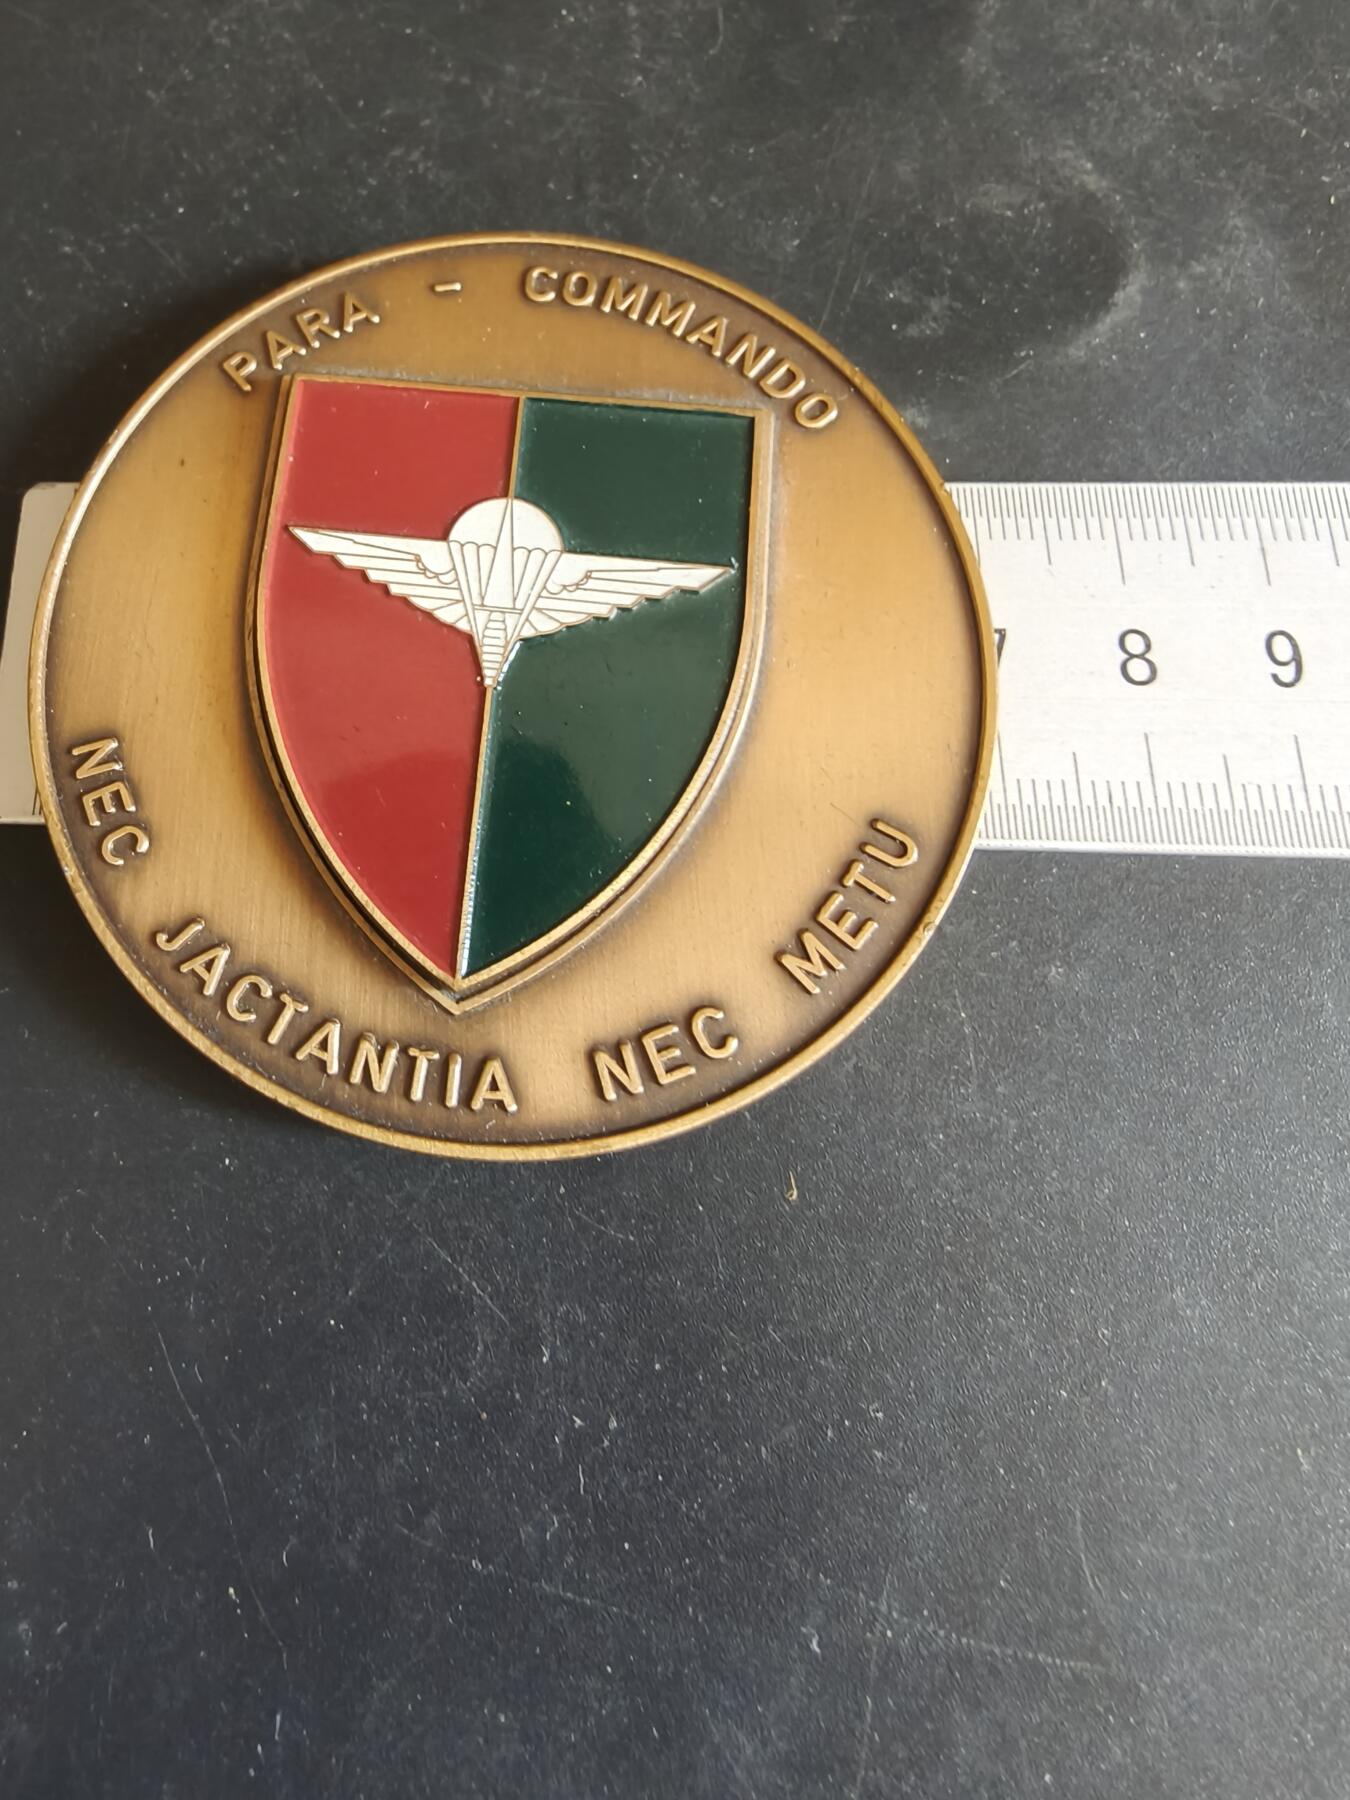 PARA - COMMANDO
NEC JACTANTIA NEC METU
7 8 9